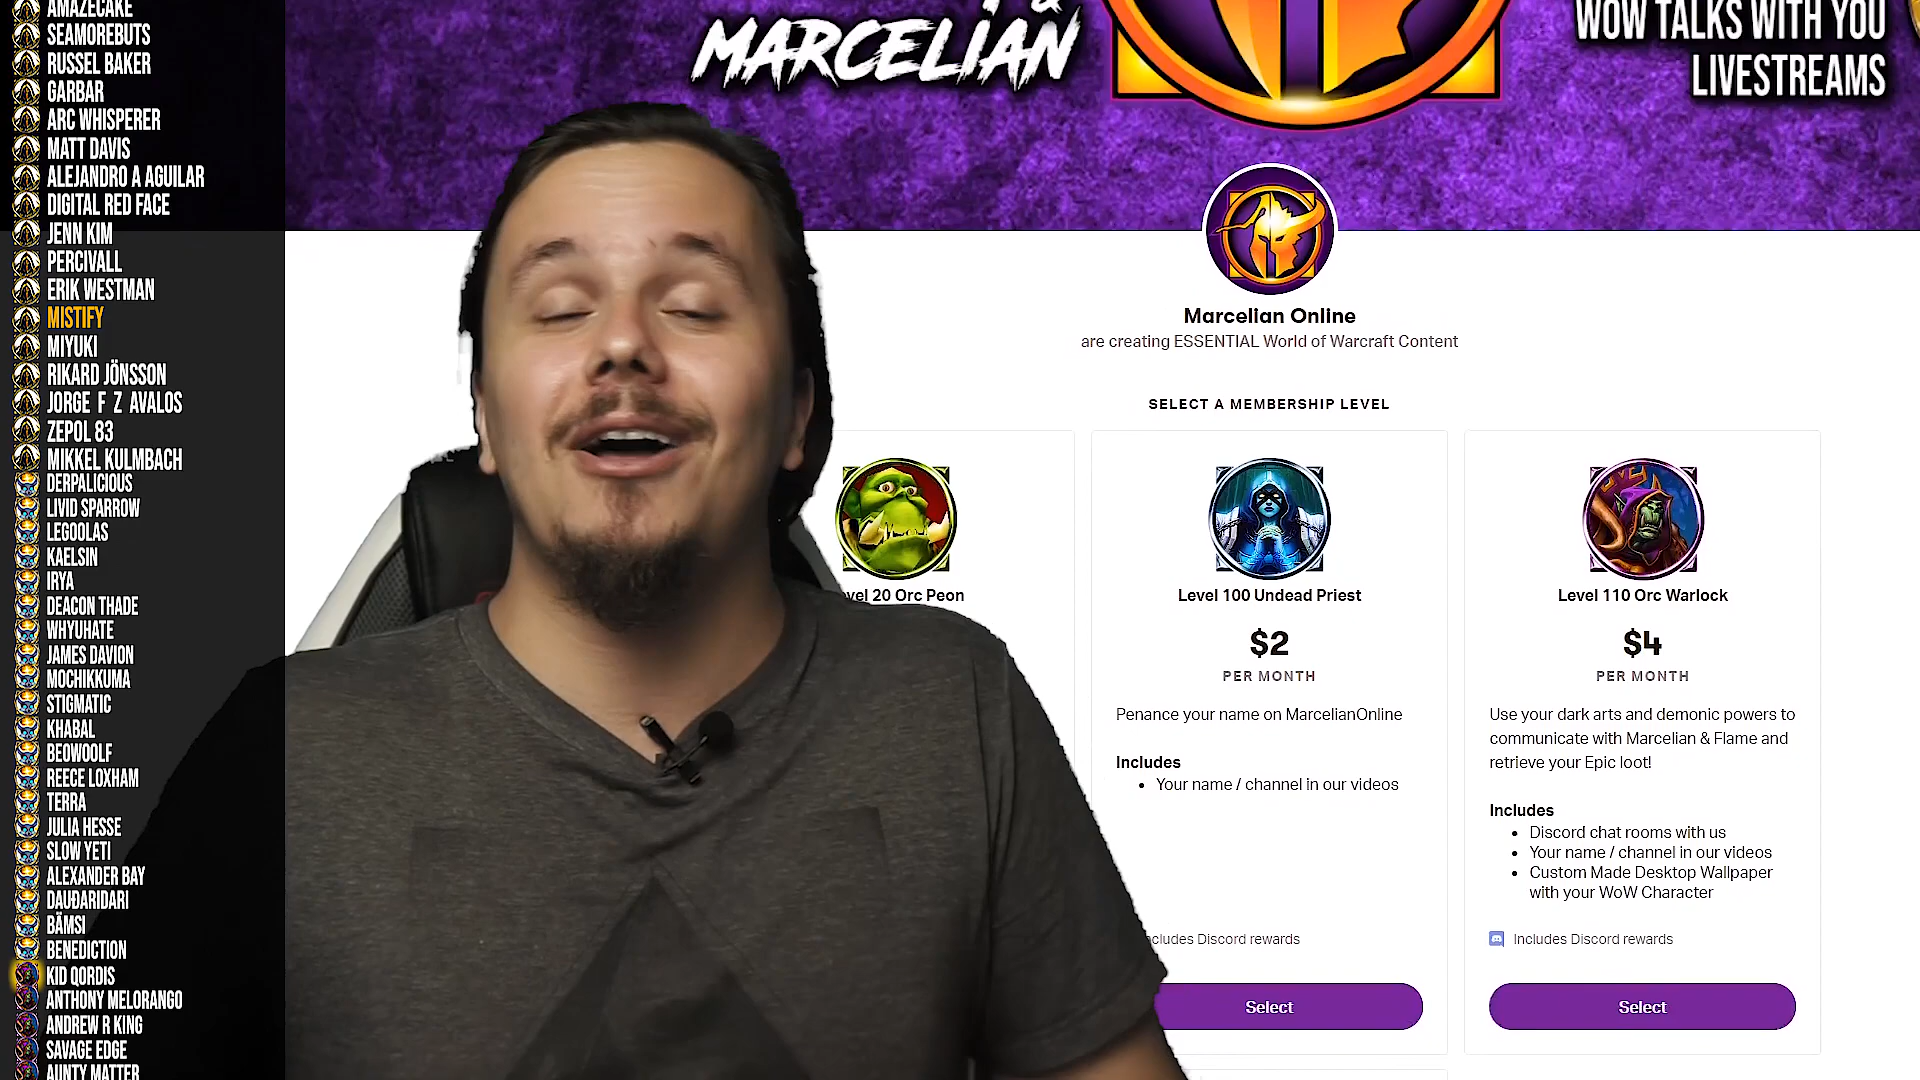 AMAZECAKE
SEAMOREBUTS
RUSSEL BAKER
GARBAR
ARC WHISPERER
MATT DAVIS
ALEJANDRO A AGUILAR
DIGITAL RED FACE
JENN KIM
PERCIVALL
ERIK WESTMAN
MISTIFY
MIYUKI
RIKARD JÖNSSON
JORGE F Z AVALOS
ZEPOL 83
MIKKEL KULMBACH
DERPALICIOUS
LIVID SPARROW
LEGOOLAS
KAELSIN
IRYA
DEACON THADE
WHYUHATE
JAMES DAVION
MOCHIKKUMA
STIGMATIC
KHABAL
BEOWOOLF
REECE LOXHAM
TERRA
JULIA HESSE
SLOW YETI
ALEXANDER BAY
DAUÐARIDARI
BÄMSI
BENEDICTION
KID QORDIS
ANTHONY MELORANGO
ANDREW R KING
SAVAGE EDGE
AUNTY MATTER
&
MARCELIAN
WOW TALKS WITH YOU
LIVESTREAMS
Marcelian Online
are creating ESSENTIAL World of Warcraft Content
SELECT A MEMBERSHIP LEVEL
vel 20 Orc Peon
Level 100 Undead Priest
$2
PER MONTH
Penance your name on MarcelianOnline
Includes
• Your name / channel in our videos
cludes Discord rewards
Select
Level 110 Orc Warlock
$4
PER MONTH
Use your dark arts and demonic powers to
communicate with Marcelian & Flame and
retrieve your Epic loot!
Includes
• Discord chat rooms with us
• Your name / channel in our videos
• Custom Made Desktop Wallpaper
with your WoW Character
Includes Discord rewards
Select